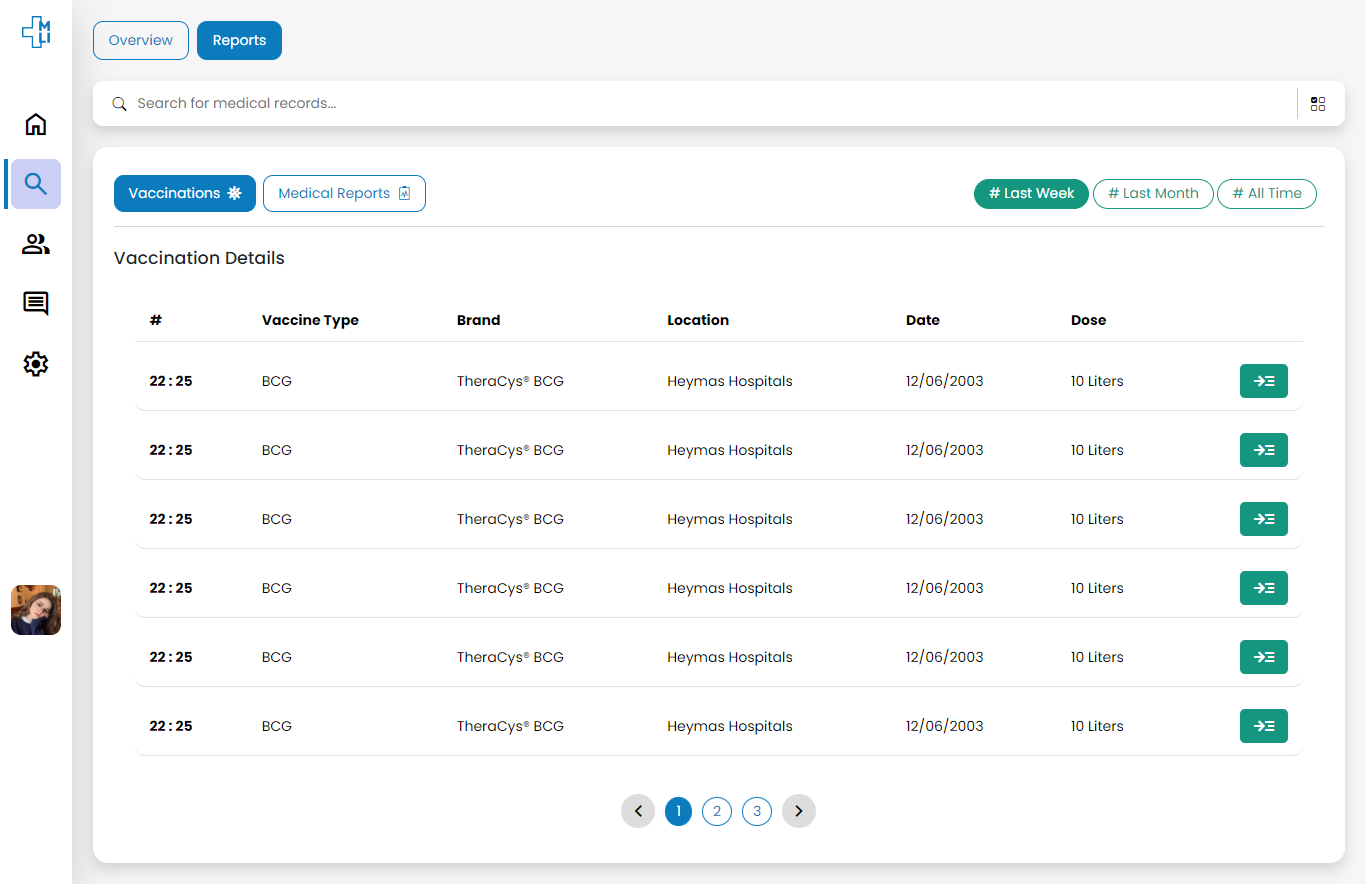 M
LI
Overview Reports
Search for medical records...
Vaccinations Medical Reports # Last Week # Last Month # All Time
Vaccination Details
# Vaccine Type Brand Location Date Dose
22 : 25 BCG TheraCys® BCG Heymas Hospitals 12/06/2003 10 Liters
22 : 25 BCG TheraCys® BCG Heymas Hospitals 12/06/2003 10 Liters
22 : 25 BCG TheraCys® BCG Heymas Hospitals 12/06/2003 10 Liters
22 : 25 BCG TheraCys® BCG Heymas Hospitals 12/06/2003 10 Liters
22 : 25 BCG TheraCys® BCG Heymas Hospitals 12/06/2003 10 Liters
22 : 25 BCG TheraCys® BCG Heymas Hospitals 12/06/2003 10 Liters
1 2 3